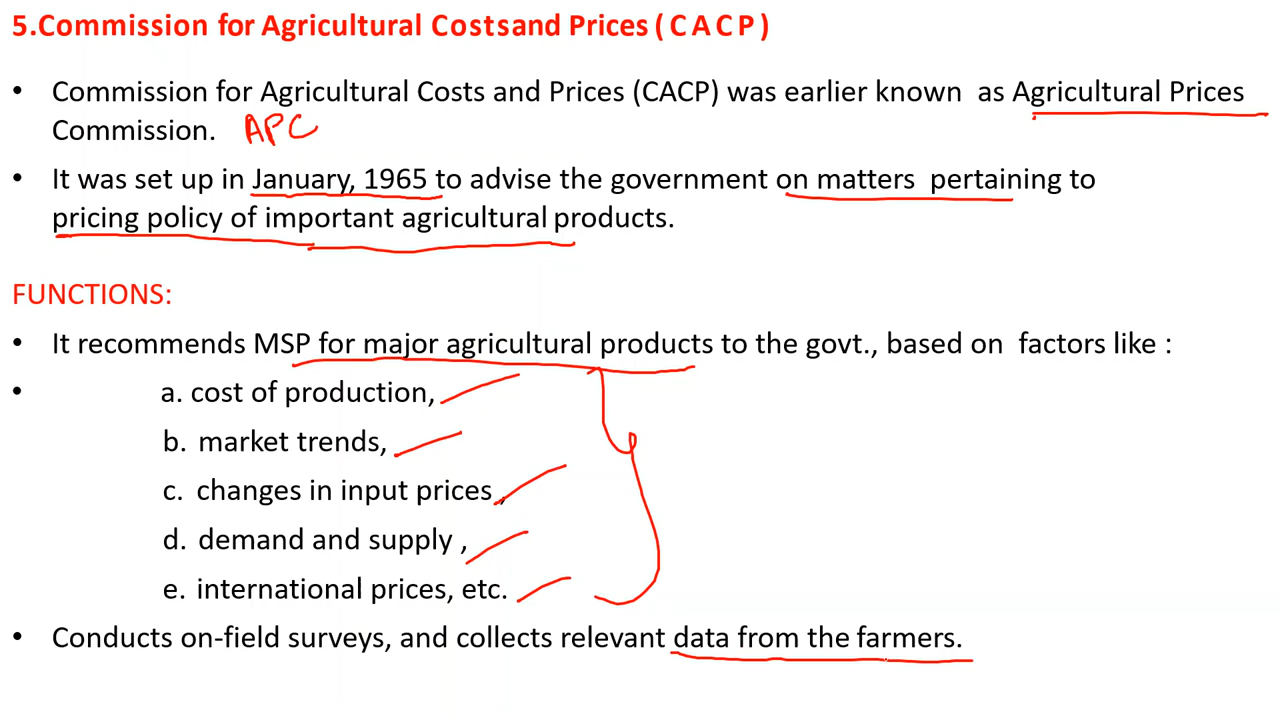 5.Commission for Agricultural Costsand Prices ( C A C P )
• Commission for Agricultural Costs and Prices (CACP) was earlier known as Agricultural Prices
Commission. APC
• It was set up in January, 1965 to advise the government on matters pertaining to
pricing policy of important agricultural products.
FUNCTIONS:
• It recommends MSP for major agricultural products to the govt., based on factors like :
• a. cost of production,
b. market trends,
c. changes in input prices ,
d. demand and supply ,
e. international prices, etc.
• Conducts on-field surveys, and collects relevant data from the farmers.